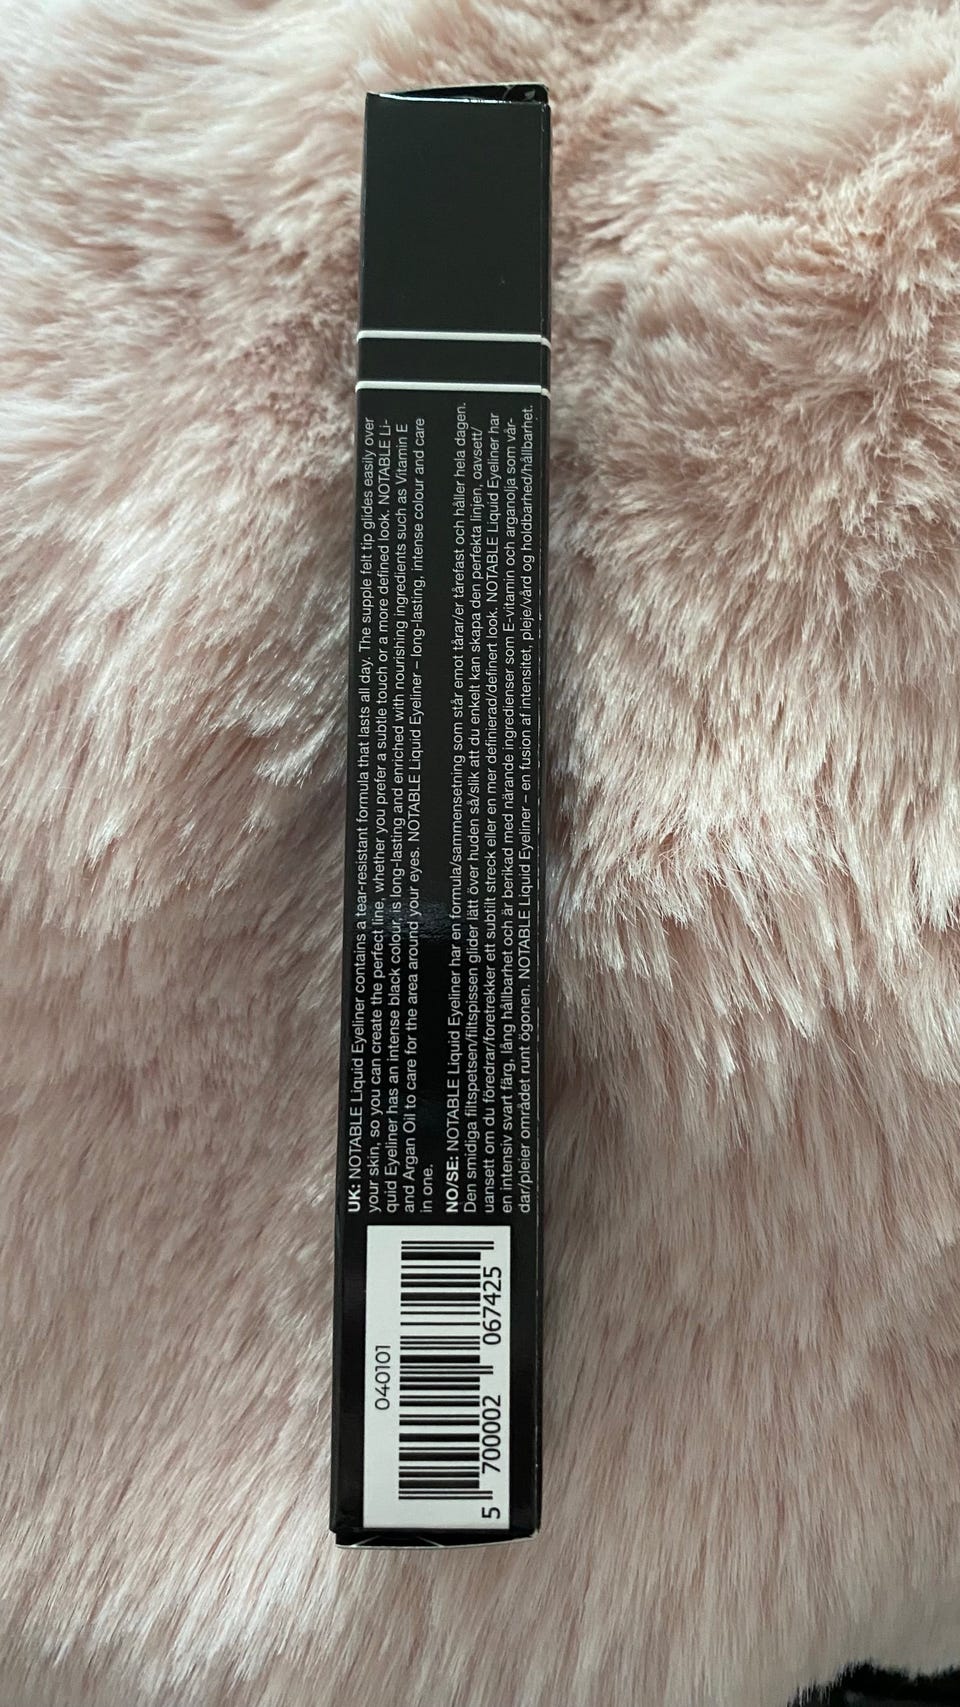 UK: NOTABLE Liquid Eyeliner contains a tear-resistant formula that lasts all day. The supple felt tip glides easily over
your skin, so you can create the perfect line, whether you prefer a subtle touch or a more defined look. NOTABLE Li-
quid Eyeliner has an intense black colour, is long-lasting and enriched with nourishing ingredients such as Vitamin E
and Argan Oil to care for the area around your eyes. NOTABLE Liquid Eyeliner – long-lasting, intense colour and care
in one.
NO/SE: NOTABLE Liquid Eyeliner har en formula/sammensetning som står emot tårar/er tårefast och håller hela dagen.
Den smidiga filtspetsen/filtspissen glider lätt över huden så/slik att du enkelt kan skapa den perfekta linjen, oavsett/
uansett om du föredrar/foretrekker ett subtilt streck eller en mer definierad/definert look. NOTABLE Liquid Eyeliner har
en intensiv svart färg, lång hållbarhet och är berikad med närande ingredienser som E-vitamin och arganolja som vår-
dar/pleier området runt ögonen. NOTABLE Liquid Eyeliner – en fusion af intensitet, pleje/vård og holdbarhed/hållbarhet.
040101
5 700002 067425